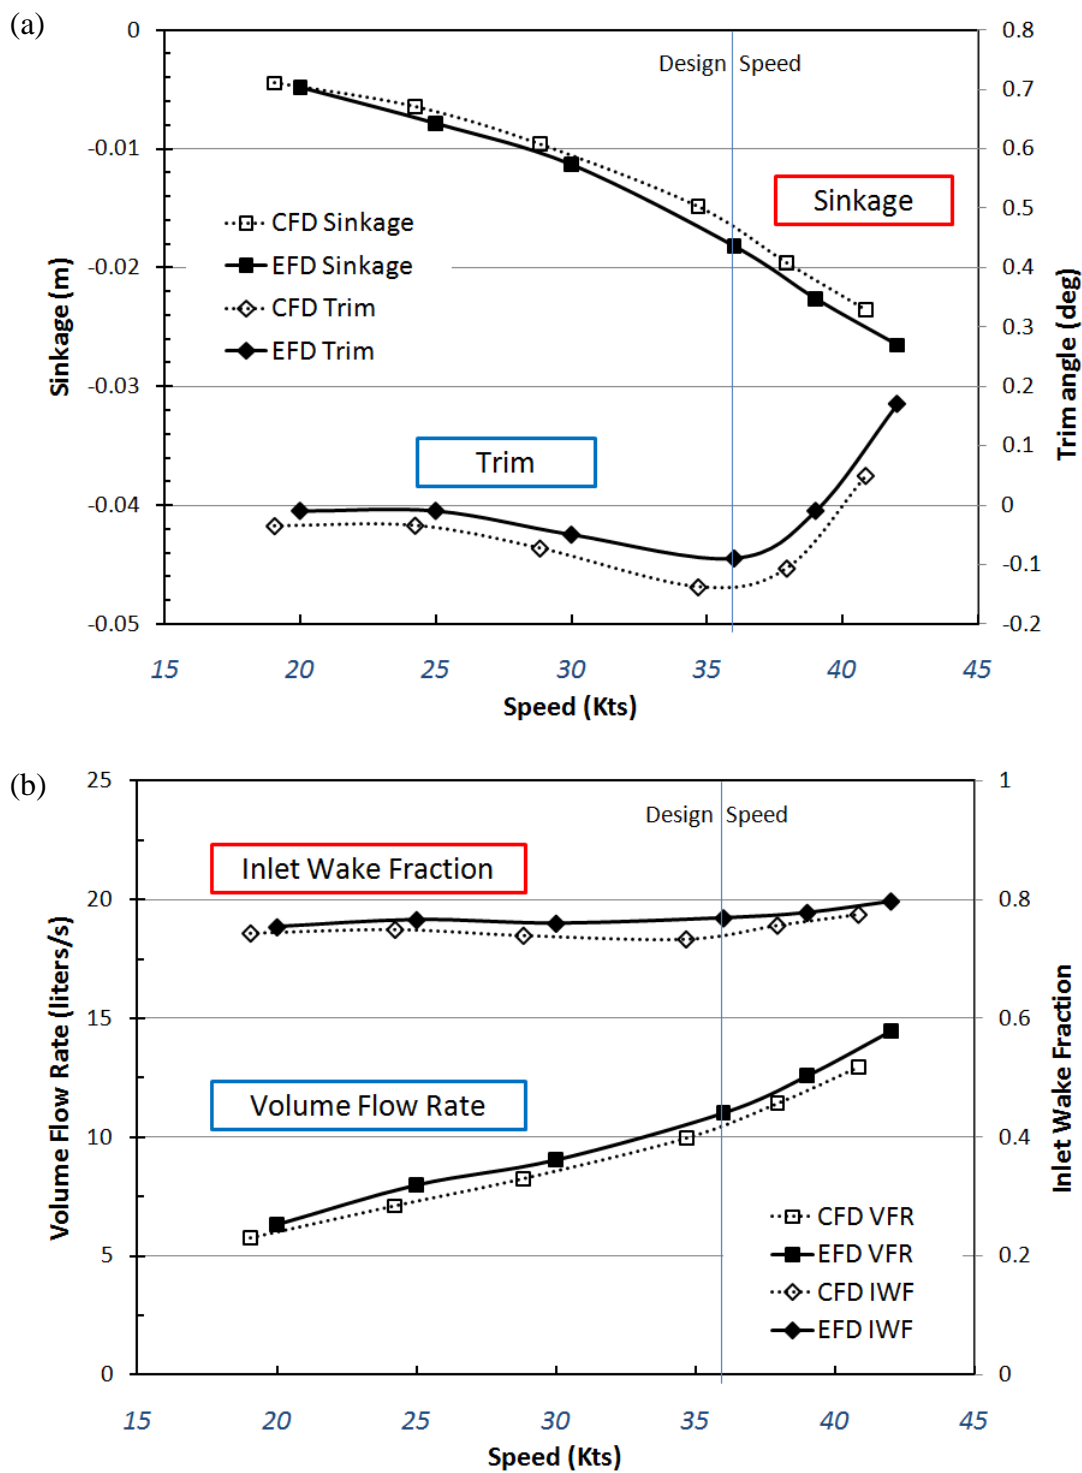 (a)
0
-0.01
-0.02
-0.03
-0.04
-0.05
Sinkage (m)
0.8
0.7
0.6
0.5
0.4
0.3
0.2
0.1
0
-0.1
-0.2
Trim angle (deg)
Design Speed
Sinkage
CFD Sinkage
EFD Sinkage
CFD Trim
EFD Trim
Trim
15 20 25 30 35 40 45
Speed (Kts)
(b)
25
20
15
10
5
0
Volume Flow Rate (liters/s)
1
0.8
0.6
0.4
0.2
0
Inlet Wake Fraction
Design Speed
Inlet Wake Fraction
Volume Flow Rate
CFD VFR
EFD VFR
CFD IWF
EFD IWF
15 20 25 30 35 40 45
Speed (Kts)